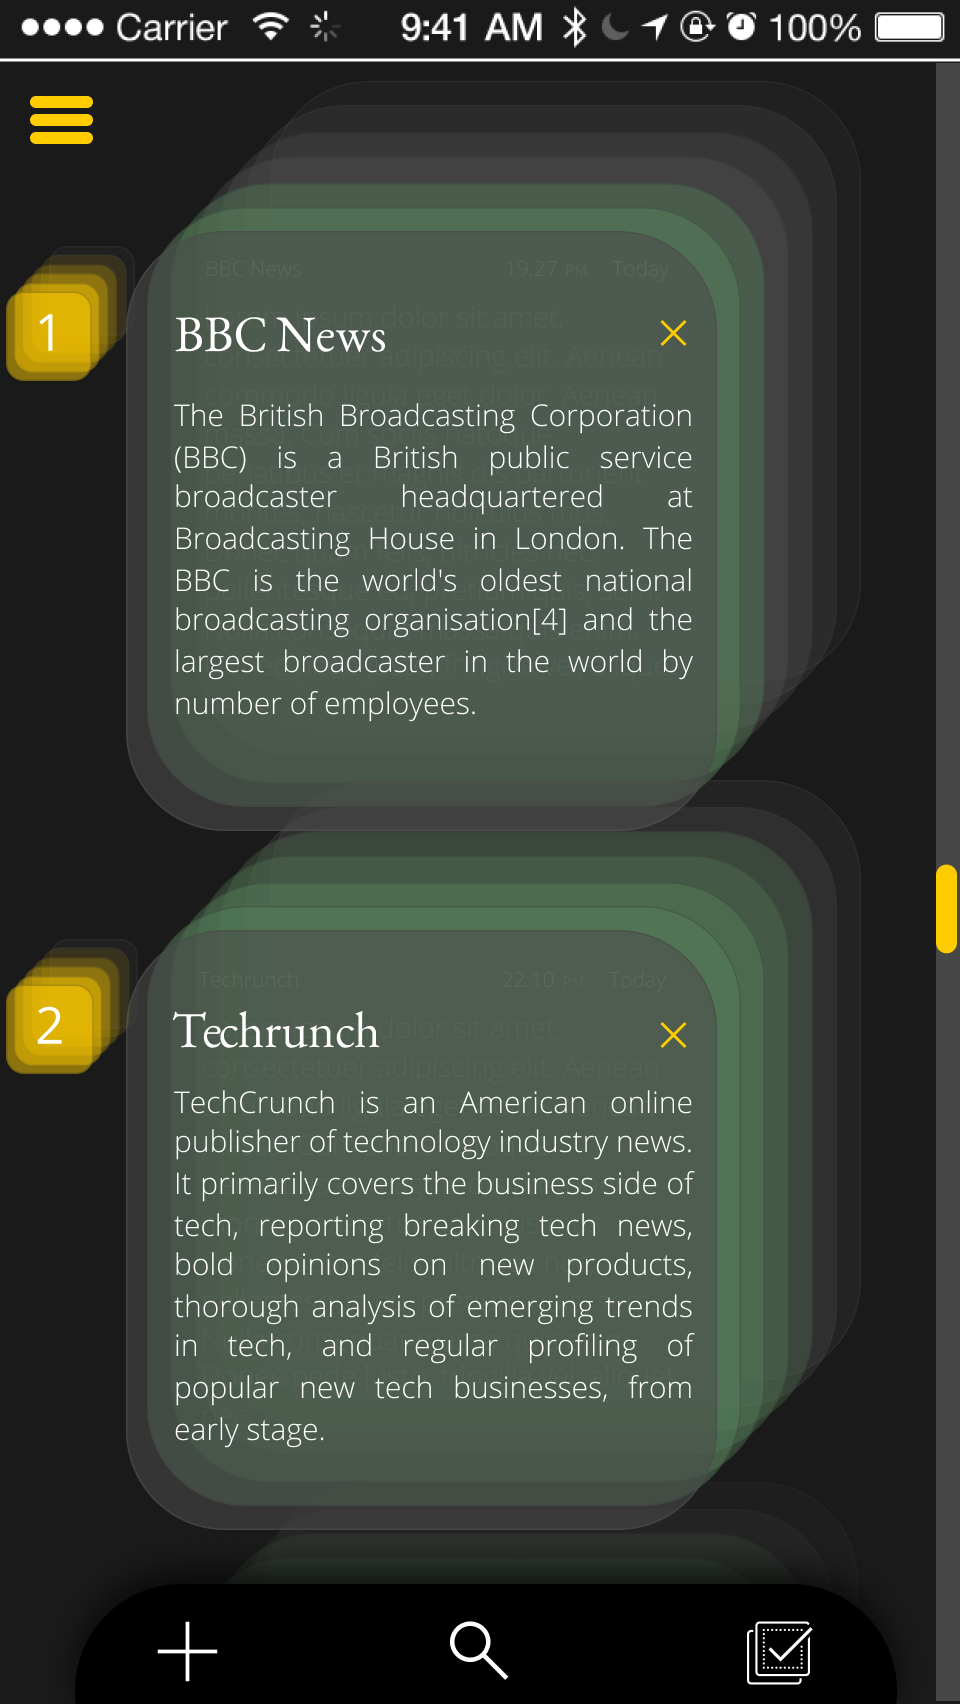 Carrier 9:41 AM 100%
BBC News 19.27 PM Today
1
BBC News
The British Broadcasting Corporation
(BBC) is a British public service
broadcaster headquartered at
Broadcasting House in London. The
BBC is the world's oldest national
broadcasting organisation[4] and the
largest broadcaster in the world by
number of employees.
Techrunch 22.10 PM Today
2
Techrunch
TechCrunch is an American online
publisher of technology industry news.
It primarily covers the business side of
tech, reporting breaking tech news,
bold opinions on new products,
thorough analysis of emerging trends
in tech, and regular profiling of
popular new tech businesses, from
early stage.